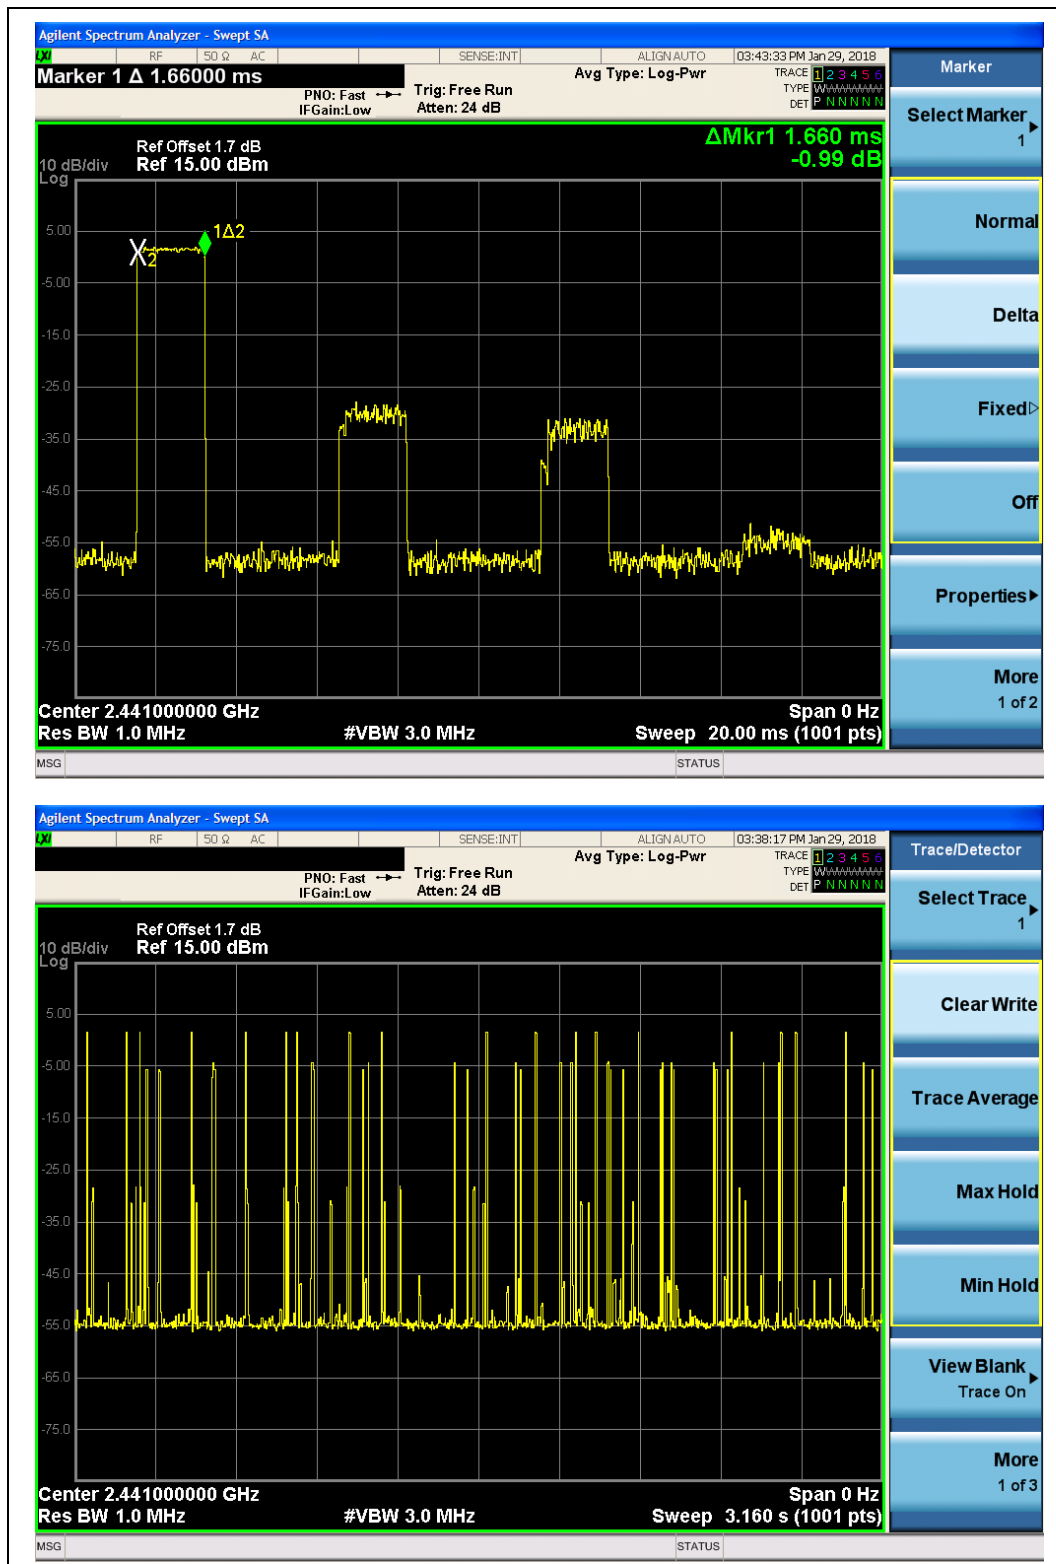 Agilent Spectrum Analyzer - Swept SA
LXI RF 50 Ω AC SENSE:INT ALIGN AUTO 03:43:33 PM Jan 29, 2018
Marker 1 Δ 1.66000 ms
PNO: Fast
IFGain:Low
Trig: Free Run
Atten: 24 dB
Avg Type: Log-Pwr
TRACE 1 2 3 4 5 6
TYPE
DET P N N N N N
Marker
Select Marker
1
Normal
Delta
Fixed
Off
Properties
More
1 of 2
ΔMkr1 1.660 ms
-0.99 dB
Ref Offset 1.7 dB
10 dB/div Ref 15.00 dBm
Log
5.00
-5.00
-15.0
-25.0
-35.0
-45.0
-55.0
-65.0
-75.0
X2
1Δ2
Center 2.441000000 GHz Span 0 Hz
Res BW 1.0 MHz #VBW 3.0 MHz Sweep 20.00 ms (1001 pts)
MSG STATUS
Agilent Spectrum Analyzer - Swept SA
LXI RF 50 Ω AC SENSE:INT ALIGN AUTO 03:38:17 PM Jan 29, 2018
PNO: Fast
IFGain:Low
Trig: Free Run
Atten: 24 dB
Avg Type: Log-Pwr
TRACE 1 2 3 4 5 6
TYPE
DET P N N N N N
Trace/Detector
Select Trace
1
Clear Write
Trace Average
Max Hold
Min Hold
View Blank
Trace On
More
1 of 3
Ref Offset 1.7 dB
10 dB/div Ref 15.00 dBm
Log
5.00
-5.00
-15.0
-25.0
-35.0
-45.0
-55.0
-65.0
-75.0
Center 2.441000000 GHz Span 0 Hz
Res BW 1.0 MHz #VBW 3.0 MHz Sweep 3.160 s (1001 pts)
MSG STATUS